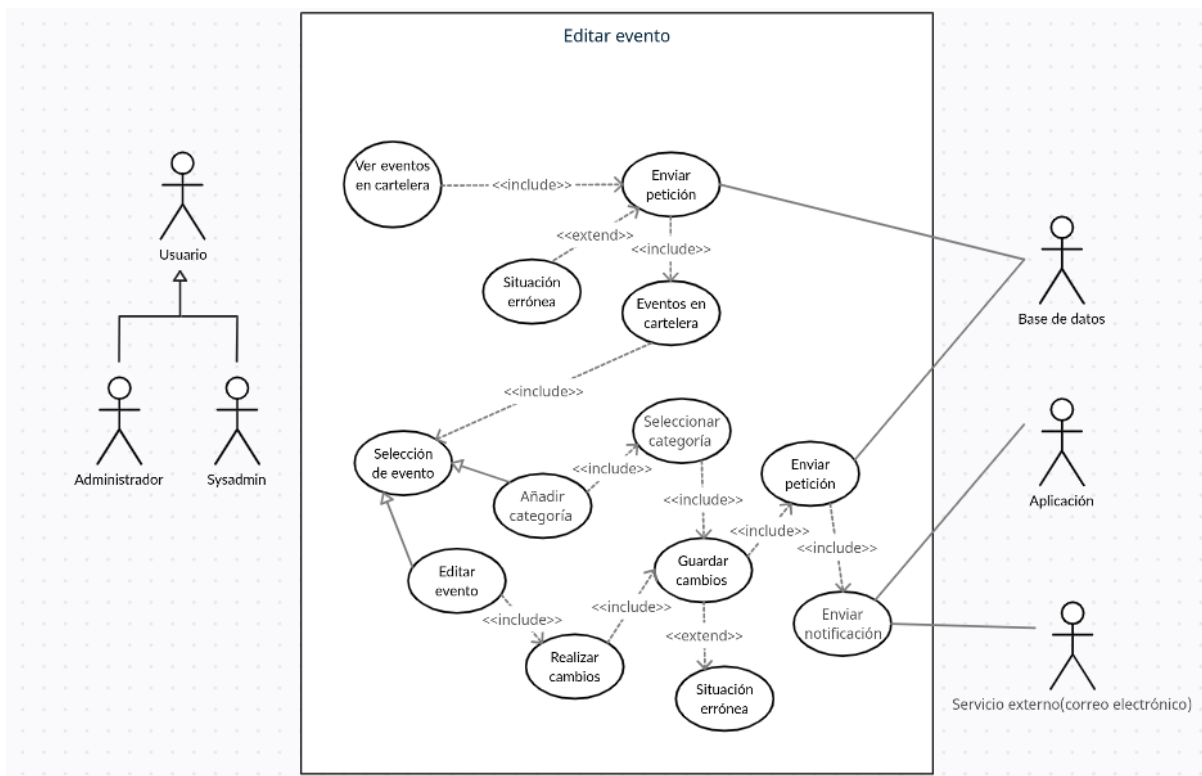 Editar evento
Ver eventos
en cartelera
<<include>>
Enviar
petición
Usuario
<<extend>>
<<include>>
Situación
errónea
Eventos en
cartelera
Base de datos
<<include>>
Administrador
Sysadmin
Selección
de evento
Seleccionar
categoría
<<include>>
Añadir
categoría
Enviar
petición
Aplicación
<<include>>
<<include>>
<<include>>
Editar
evento
Guardar
cambios
<<include>>
<<include>>
<<extend>>
Enviar
notificación
Realizar
cambios
Situación
errónea
Servicio externo(correo electrónico)